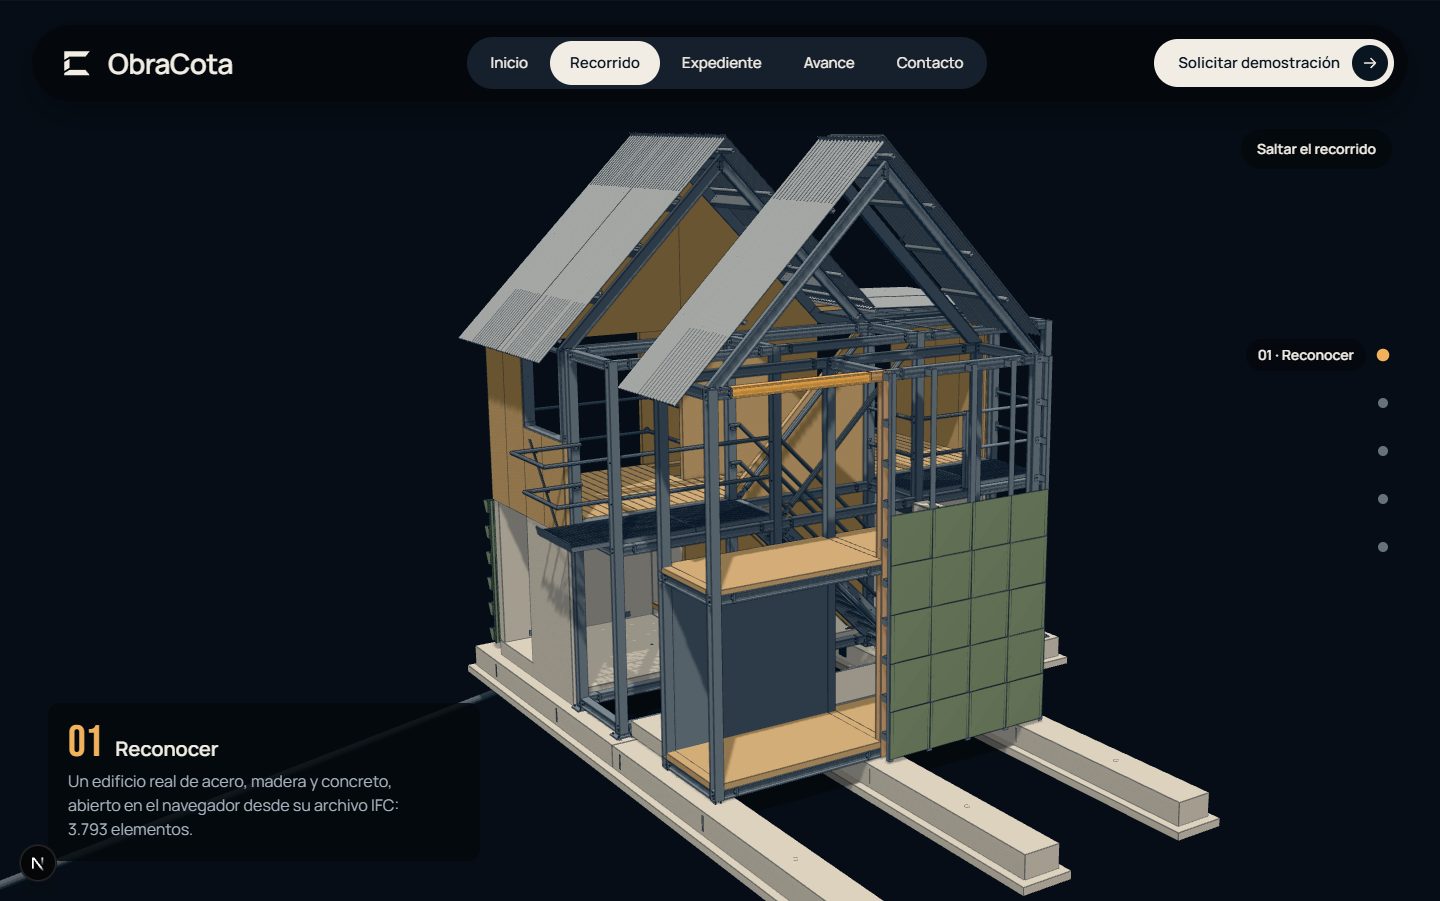 ObraCota
Inicio
Recorrido
Expediente
Avance
Contacto
Solicitar demostración
Saltar el recorrido
01 · Reconocer
01 Reconocer
Un edificio real de acero, madera y concreto,
abierto en el navegador desde su archivo IFC:
3.793 elementos.
N